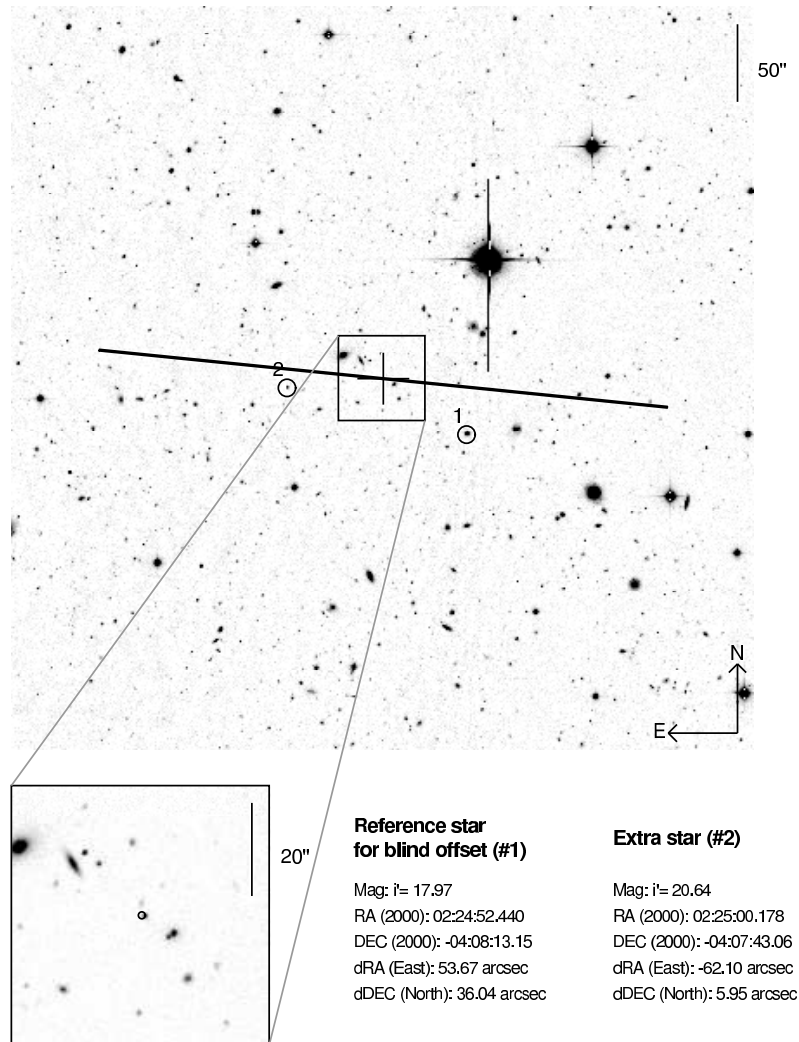 50"
2
1
N
E
20"
Reference star
for blind offset (#1)
Mag: i'= 17.97
RA (2000): 02:24:52.440
DEC (2000): -04:08:13.15
dRA (East): 53.67 arcsec
dDEC (North): 36.04 arcsec
Extra star (#2)
Mag: i'= 20.64
RA (2000): 02:25:00.178
DEC (2000): -04:07:43.06
dRA (East): -62.10 arcsec
dDEC (North): 5.95 arcsec